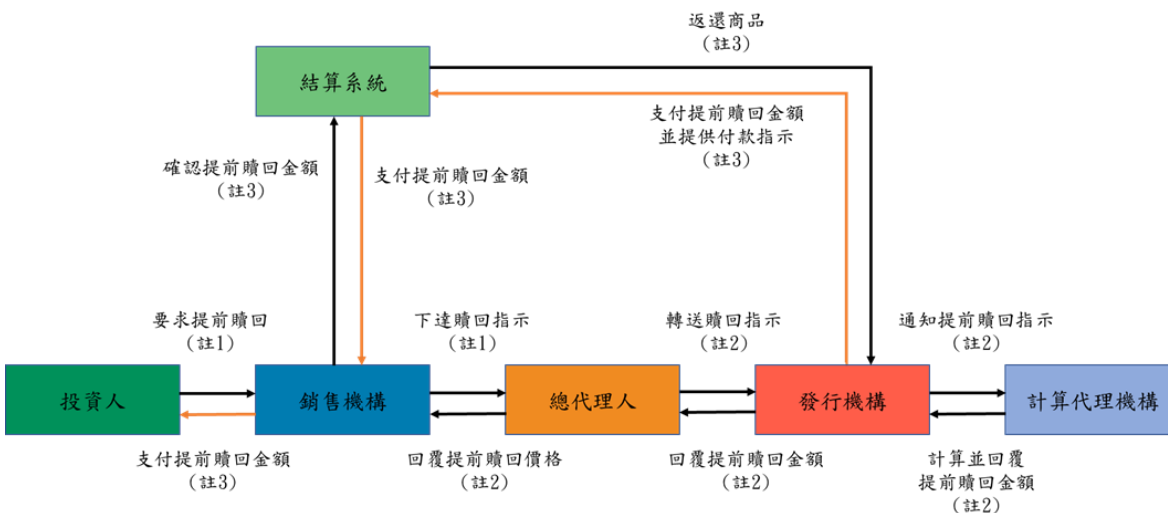 返還商品
(註3)
結算系統
支付提前贖回金額
並提供付款指示
(註3)
確認提前贖回金額
(註3)
支付提前贖回金額
(註3)
要求提前贖回
(註1)
下達贖回指示
(註1)
轉送贖回指示
(註2)
通知提前贖回指示
(註2)
投資人
銷售機構
總代理人
發行機構
計算代理機構
支付提前贖回金額
(註3)
回覆提前贖回價格
(註2)
回覆提前贖回金額
(註2)
計算並回覆
提前贖回金額
(註2)